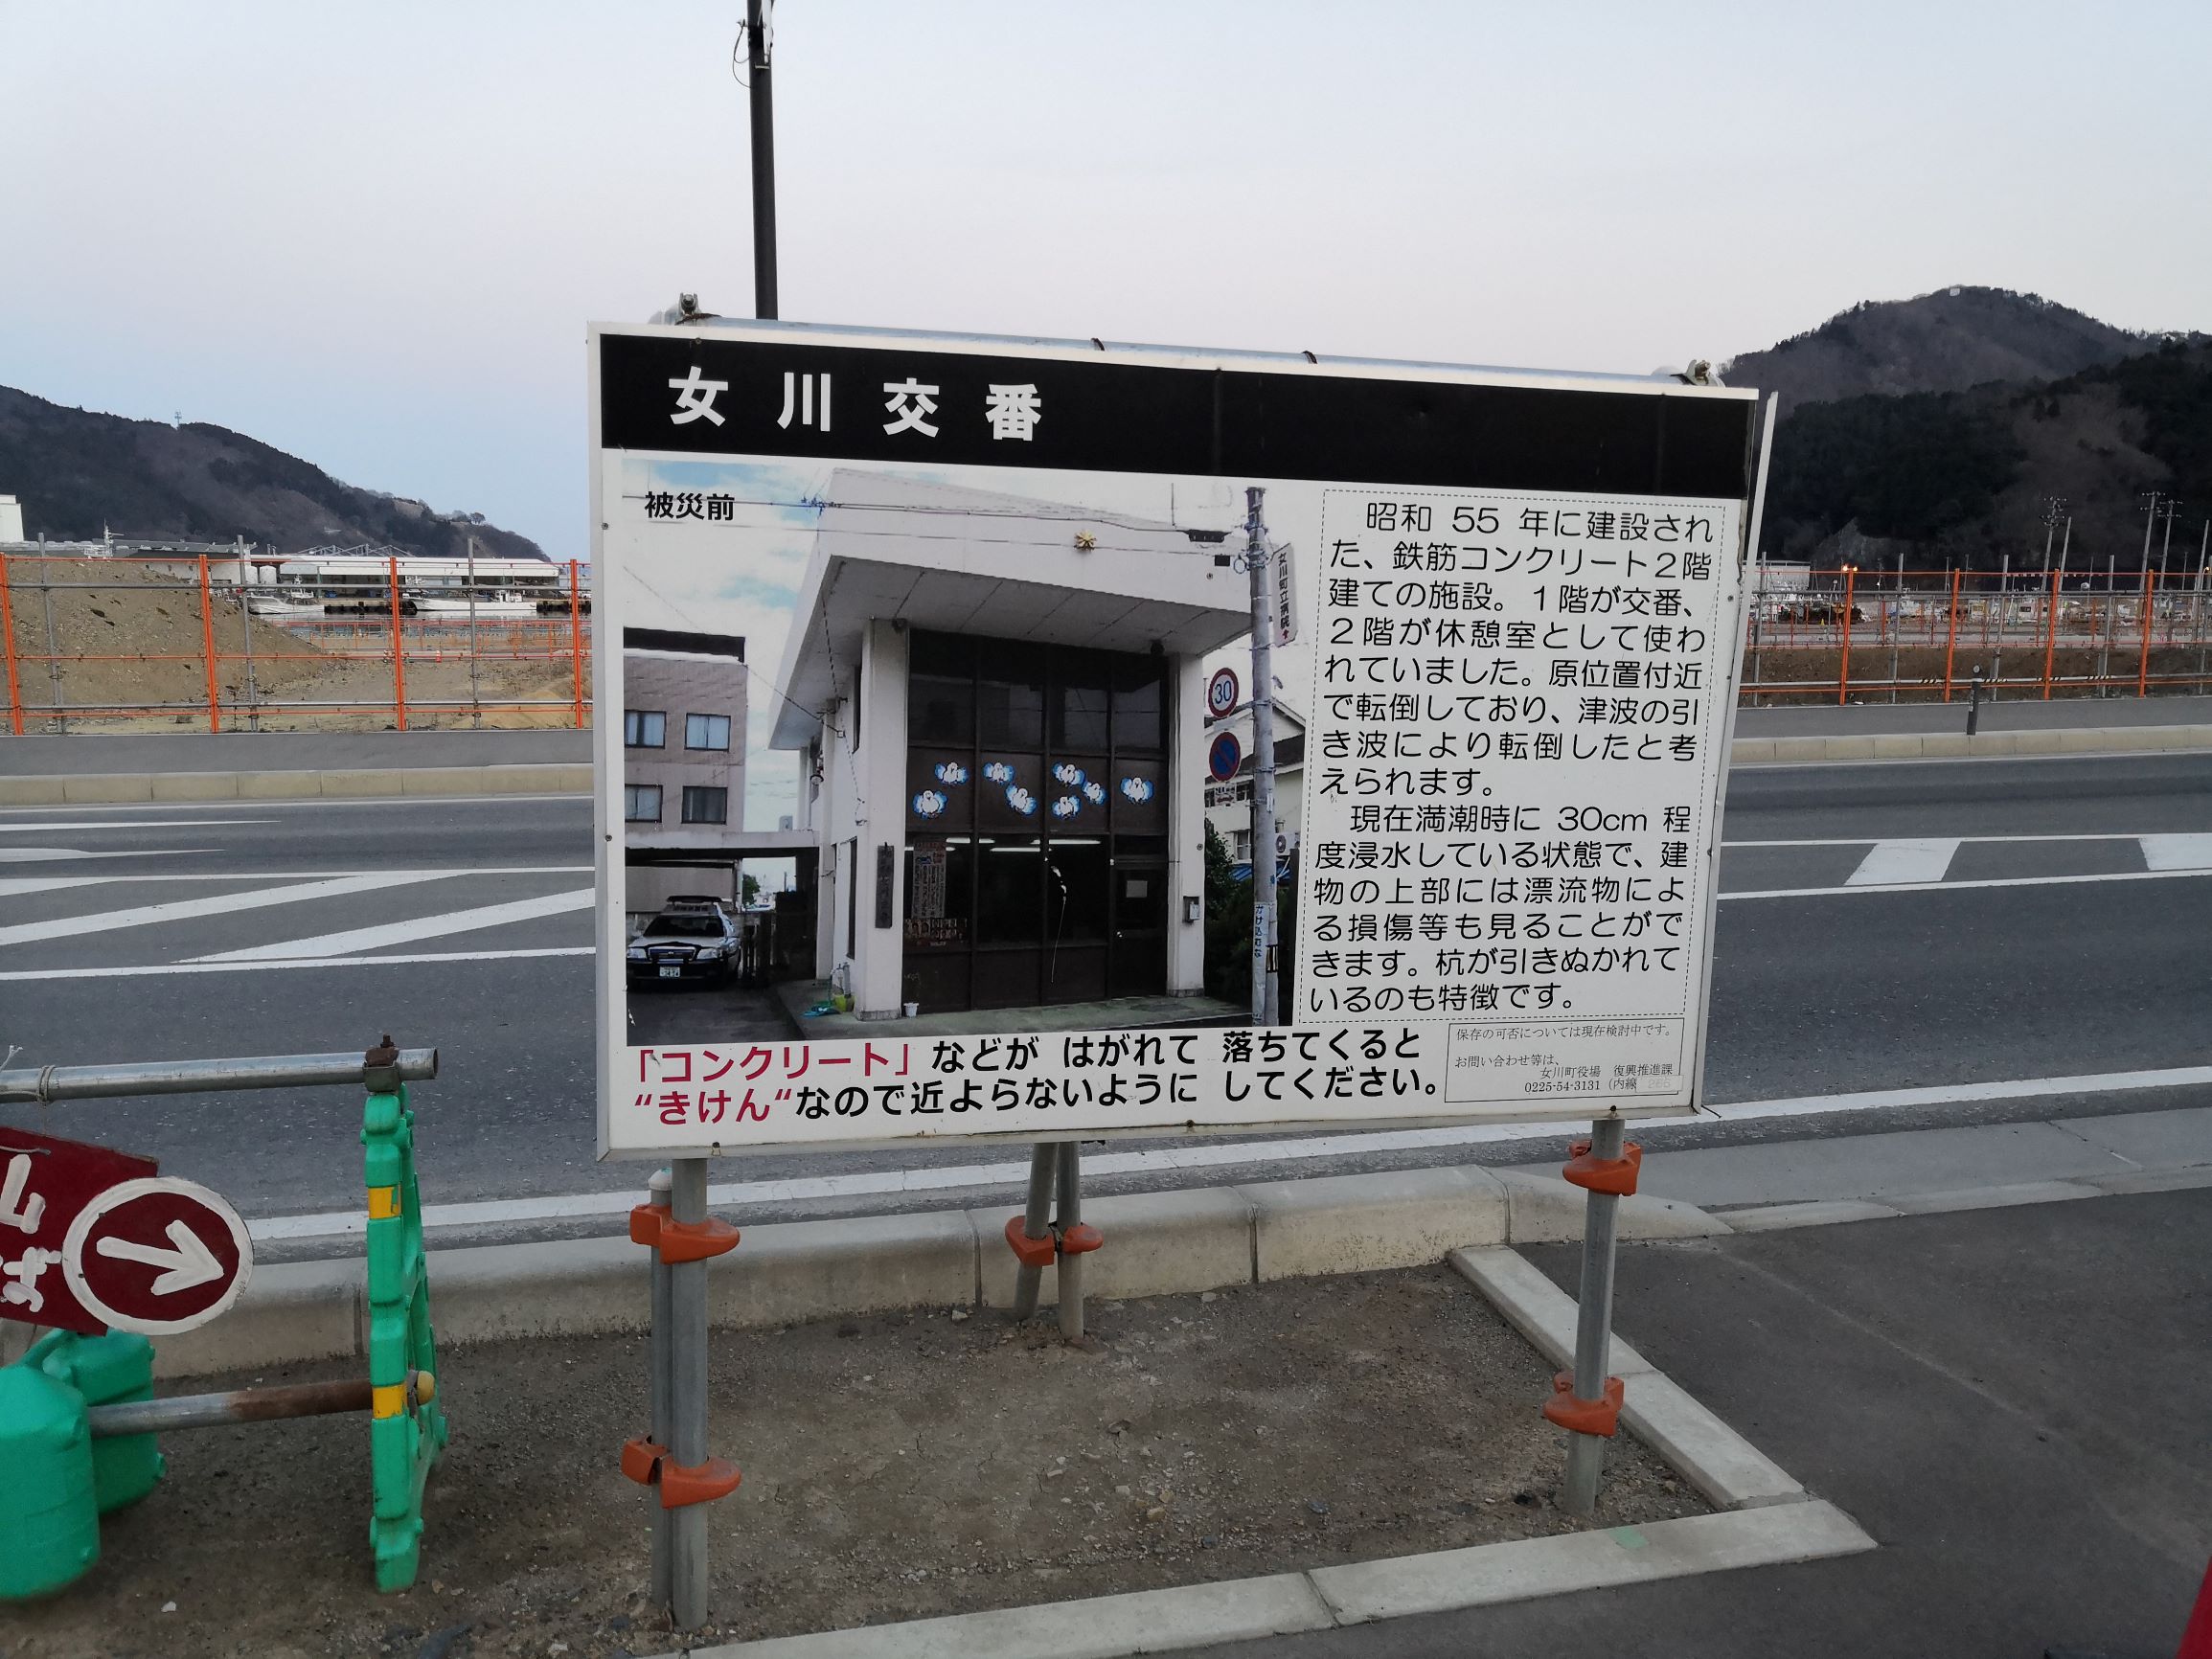 女川交番
被災前
昭和 55 年に建設され
た、鉄筋コンクリート２階
建ての施設。１階が交番、
２階が休憩室として使わ
れていました。原位置付近
で転倒しており、津波の引
き波により転倒したと考
えられます。
現在満潮時に 30cm 程
度浸水している状態で、建
物の上部には漂流物によ
る損傷等も見ることがで
きます。杭が引きぬかれて
いるのも特徴です。
女川町立病院
30
「コンクリート」などが はがれて 落ちてくると
“きけん“なので近よらないように してください。
保存の可否については現在検討中です。
お問い合わせ等は、
女川町役場 復興推進課
0225-54-3131（内線